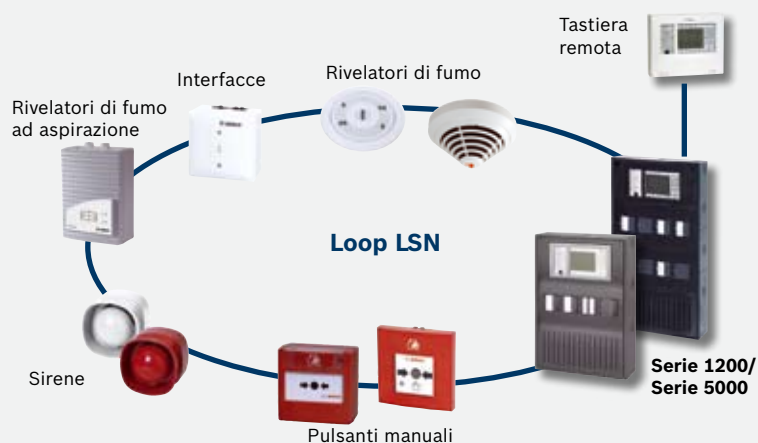 Tastiera
remota
Rivelatori di fumo
Interfacce
Rivelatori di fumo
ad aspirazione
Loop LSN
Serie 1200/
Serie 5000
Sirene
Pulsanti manuali